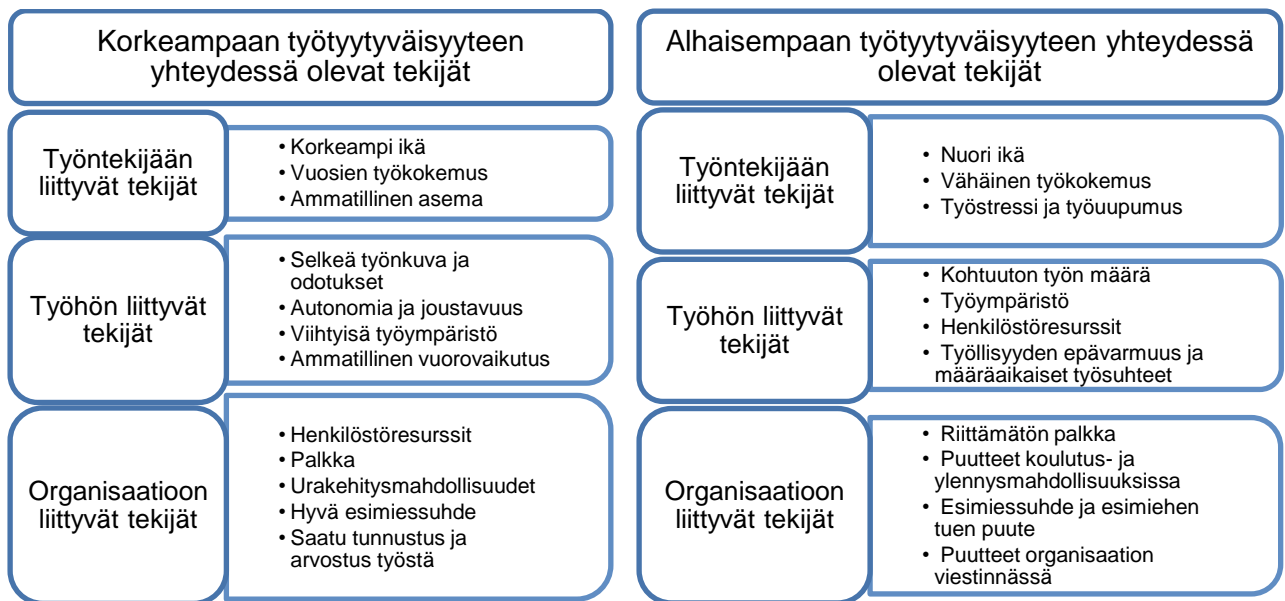 Korkeampaan työtyytyväisyyteen
yhteydessä olevat tekijät
Työntekijään
liittyvät tekijät
• Korkeampi ikä
• Vuosien työkokemus
• Ammatillinen asema
Työhön liittyvät
tekijät
• Selkeä työnkuva ja
odotukset
• Autonomia ja joustavuus
• Viihtyisä työympäristö
• Ammatillinen vuorovaikutus
Organisaatioon
liittyvät tekijät
• Henkilöstöresurssit
• Palkka
• Urakehitysmahdollisuudet
• Hyvä esimiessuhde
• Saatu tunnustus ja
arvostus työstä
Alhaisempaan työtyytyväisyyteen yhteydessä
olevat tekijät
Työntekijään
liittyvät tekijät
• Nuori ikä
• Vähäinen työkokemus
• Työstressi ja työuupumus
Työhön liittyvät
tekijät
• Kohtuuton työn määrä
• Työympäristö
• Henkilöstöresurssit
• Työllisyyden epävarmuus ja
määräaikaiset työsuhteet
Organisaatioon
liittyvät tekijät
• Riittämätön palkka
• Puutteet koulutus- ja
ylennysmahdollisuuksissa
• Esimiessuhde ja esimiehen
tuen puute
• Puutteet organisaation
viestinnässä